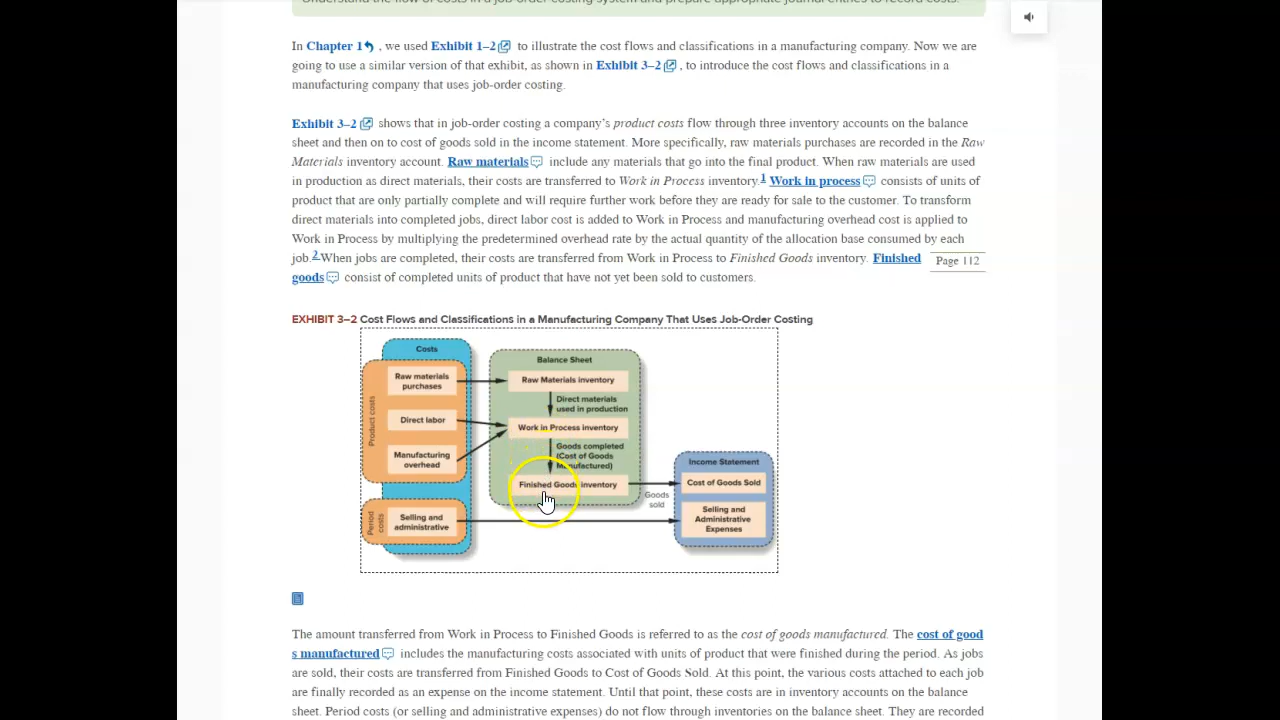 Understand the flow of costs in a job-order costing system and prepare appropriate journal entries to record costs.
In Chapter 1 , we used Exhibit 1–2 to illustrate the cost flows and classifications in a manufacturing company. Now we are
going to use a similar version of that exhibit, as shown in Exhibit 3–2 , to introduce the cost flows and classifications in a
manufacturing company that uses job-order costing.
Exhibit 3–2 shows that in job-order costing a company's product costs flow through three inventory accounts on the balance
sheet and then on to cost of goods sold in the income statement. More specifically, raw materials purchases are recorded in the Raw
Materials inventory account. Raw materials include any materials that go into the final product. When raw materials are used
in production as direct materials, their costs are transferred to Work in Process inventory.1 Work in process consists of units of
product that are only partially complete and will require further work before they are ready for sale to the customer. To transform
direct materials into completed jobs, direct labor cost is added to Work in Process and manufacturing overhead cost is applied to
Work in Process by multiplying the predetermined overhead rate by the actual quantity of the allocation base consumed by each
job.2 When jobs are completed, their costs are transferred from Work in Process to Finished Goods inventory. Finished
Page 112
goods consist of completed units of product that have not yet been sold to customers.
EXHIBIT 3–2 Cost Flows and Classifications in a Manufacturing Company That Uses Job-Order Costing
Costs
Product costs
Raw materials
purchases
Direct labor
Manufacturing
overhead
Period
costs
Selling and
administrative
Balance Sheet
Raw Materials inventory
Direct materials
used in production
Work in Process inventory
Goods completed
(Cost of Goods
Manufactured)
Finished Goods inventory
Goods
sold
Income Statement
Cost of Goods Sold
Selling and
Administrative
Expenses
The amount transferred from Work in Process to Finished Goods is referred to as the cost of goods manufactured. The cost of good
s manufactured includes the manufacturing costs associated with units of product that were finished during the period. As jobs
are sold, their costs are transferred from Finished Goods to Cost of Goods Sold. At this point, the various costs attached to each job
are finally recorded as an expense on the income statement. Until that point, these costs are in inventory accounts on the balance
sheet. Period costs (or selling and administrative expenses) do not flow through inventories on the balance sheet. They are recorded